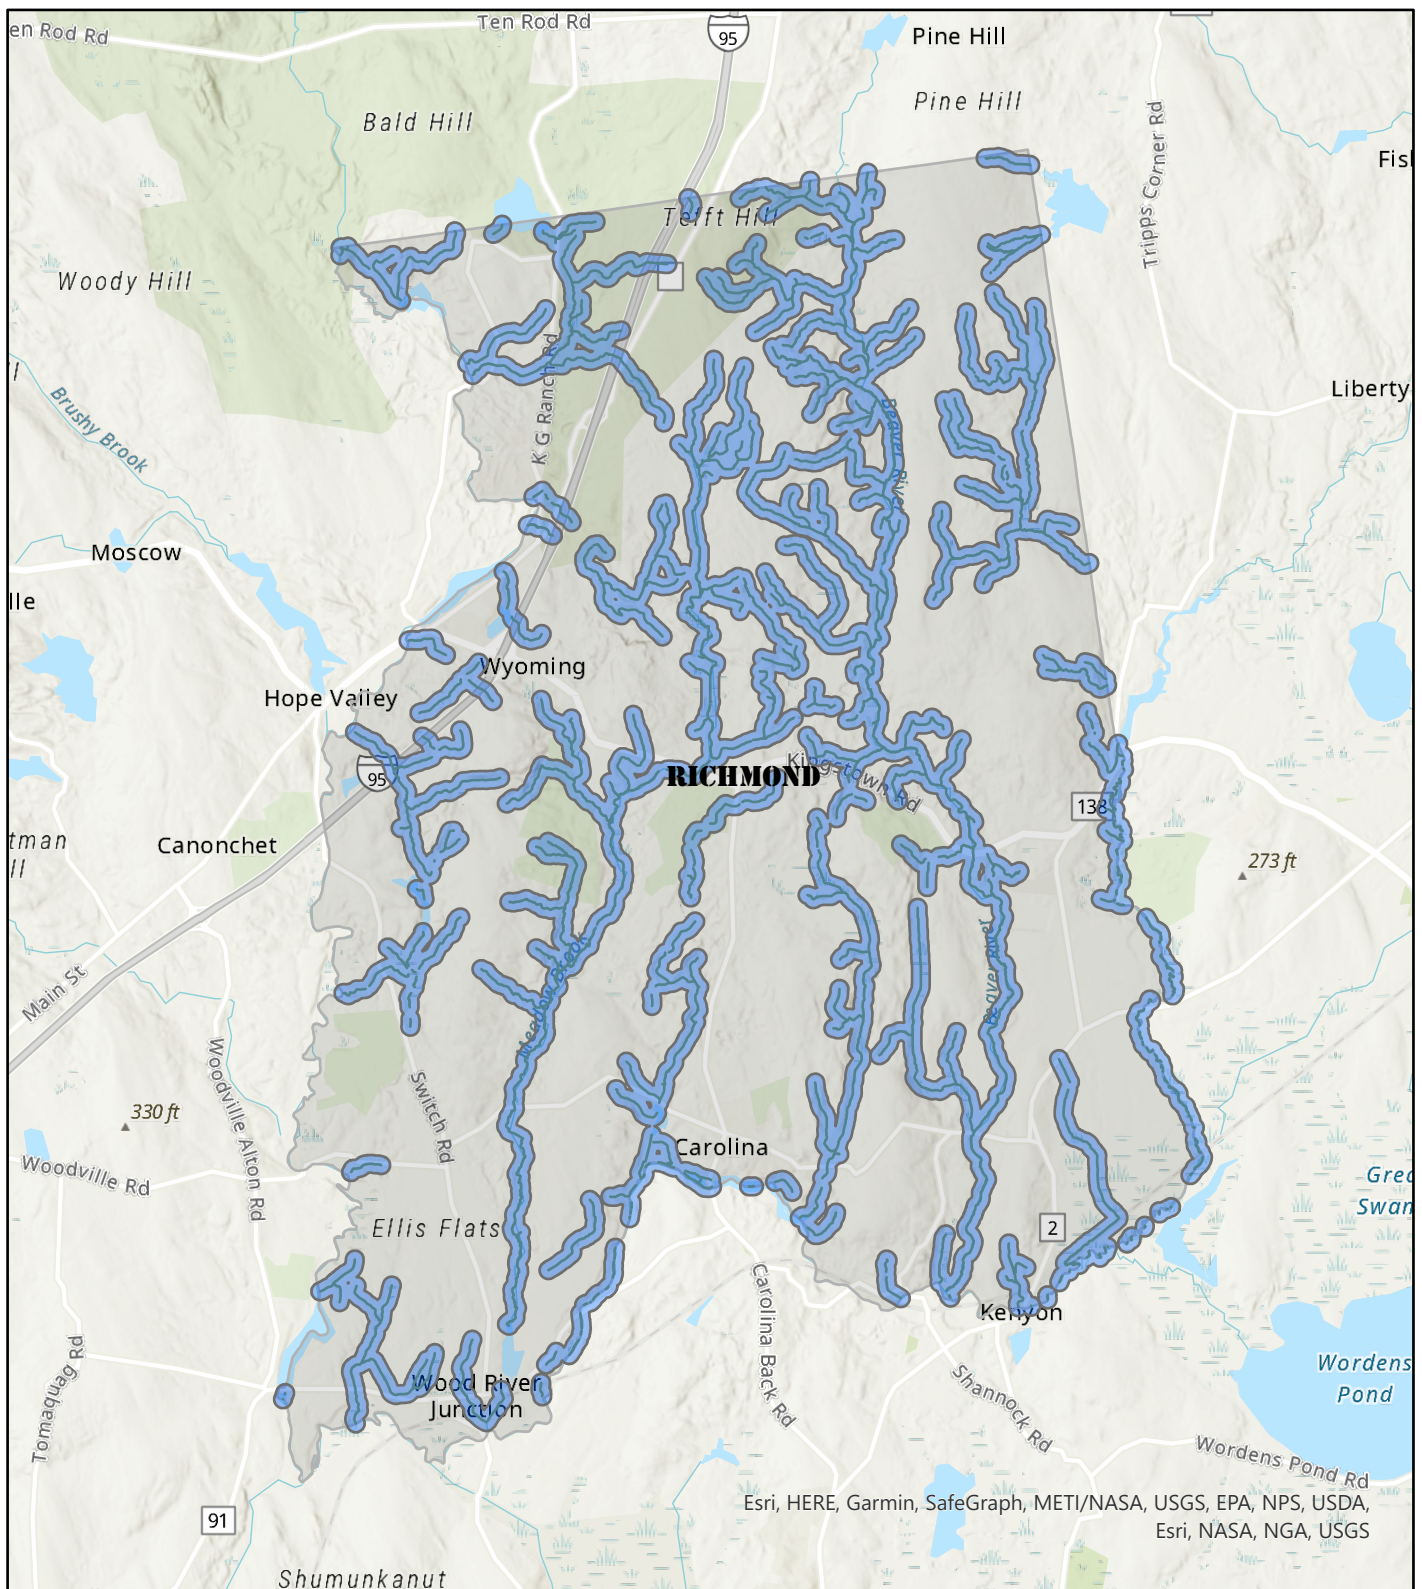 en Rod Rd
Ten Rod Rd
95
Pine Hill
Bald Hill
Pine Hill
Tripps Corner Rd
Fis
Tefft Hill
Woody Hill
K G Ranch Rd
Brushy Brook
Beaver River
Liberty
Moscow
lle
Wyoming
Hope Valley
95
RICHMOND
Kingstown Rd
138
tman
ll
Canonchet
273 ft
Main St
Meadow Brook
Beaver River
Woodville Alton Rd
Switch Rd
330 ft
Woodville Rd
Carolina
Grea
Swan
Ellis Flats
2
Carolina Back Rd
Kenyon
Tomaquag Rd
Wood River
Junction
Shannock Rd
Wordens
Pond
Wordens Pond Rd
91
Esri, HERE, Garmin, SafeGraph, METI/NASA, USGS, EPA, NPS, USDA,
Esri, NASA, NGA, USGS
Shumunkanut